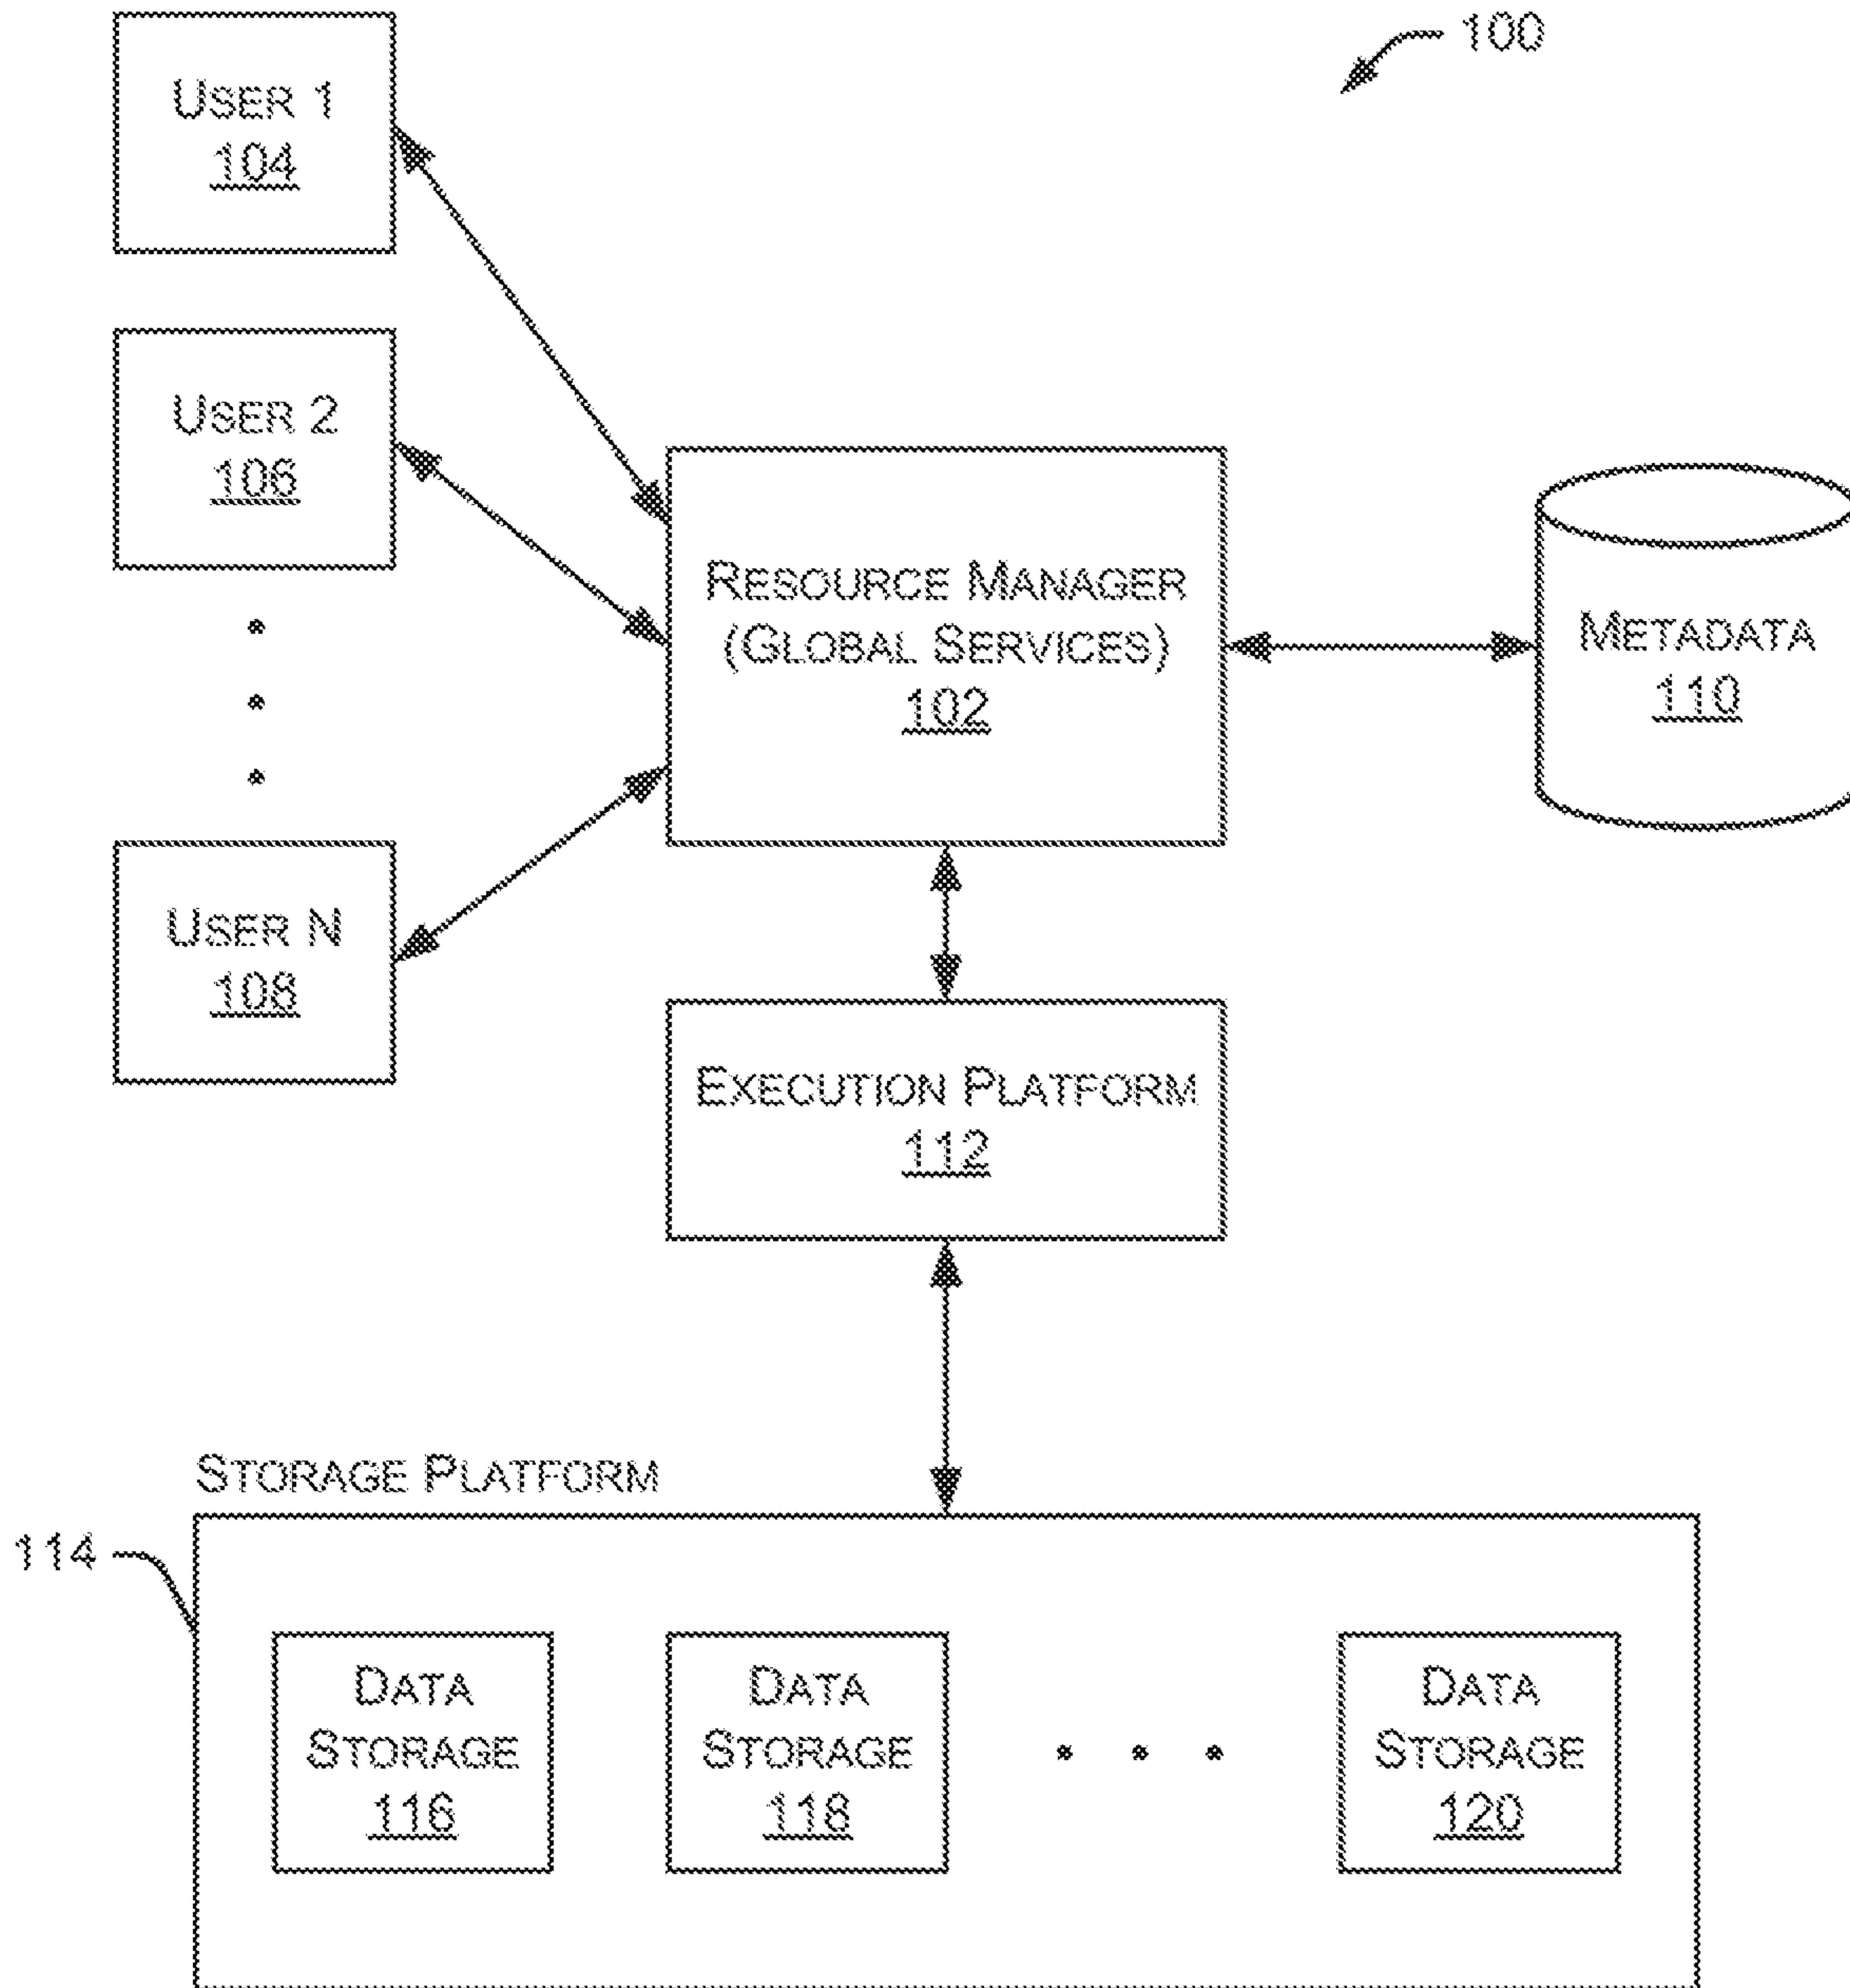 100
USER 1
104
USER 2
106
RESOURCE MANAGER
(GLOBAL SERVICES)
102
METADATA
110
USER N
108
EXECUTION PLATFORM
112
STORAGE PLATFORM
114
DATA
STORAGE
116
DATA
STORAGE
118
DATA
STORAGE
120